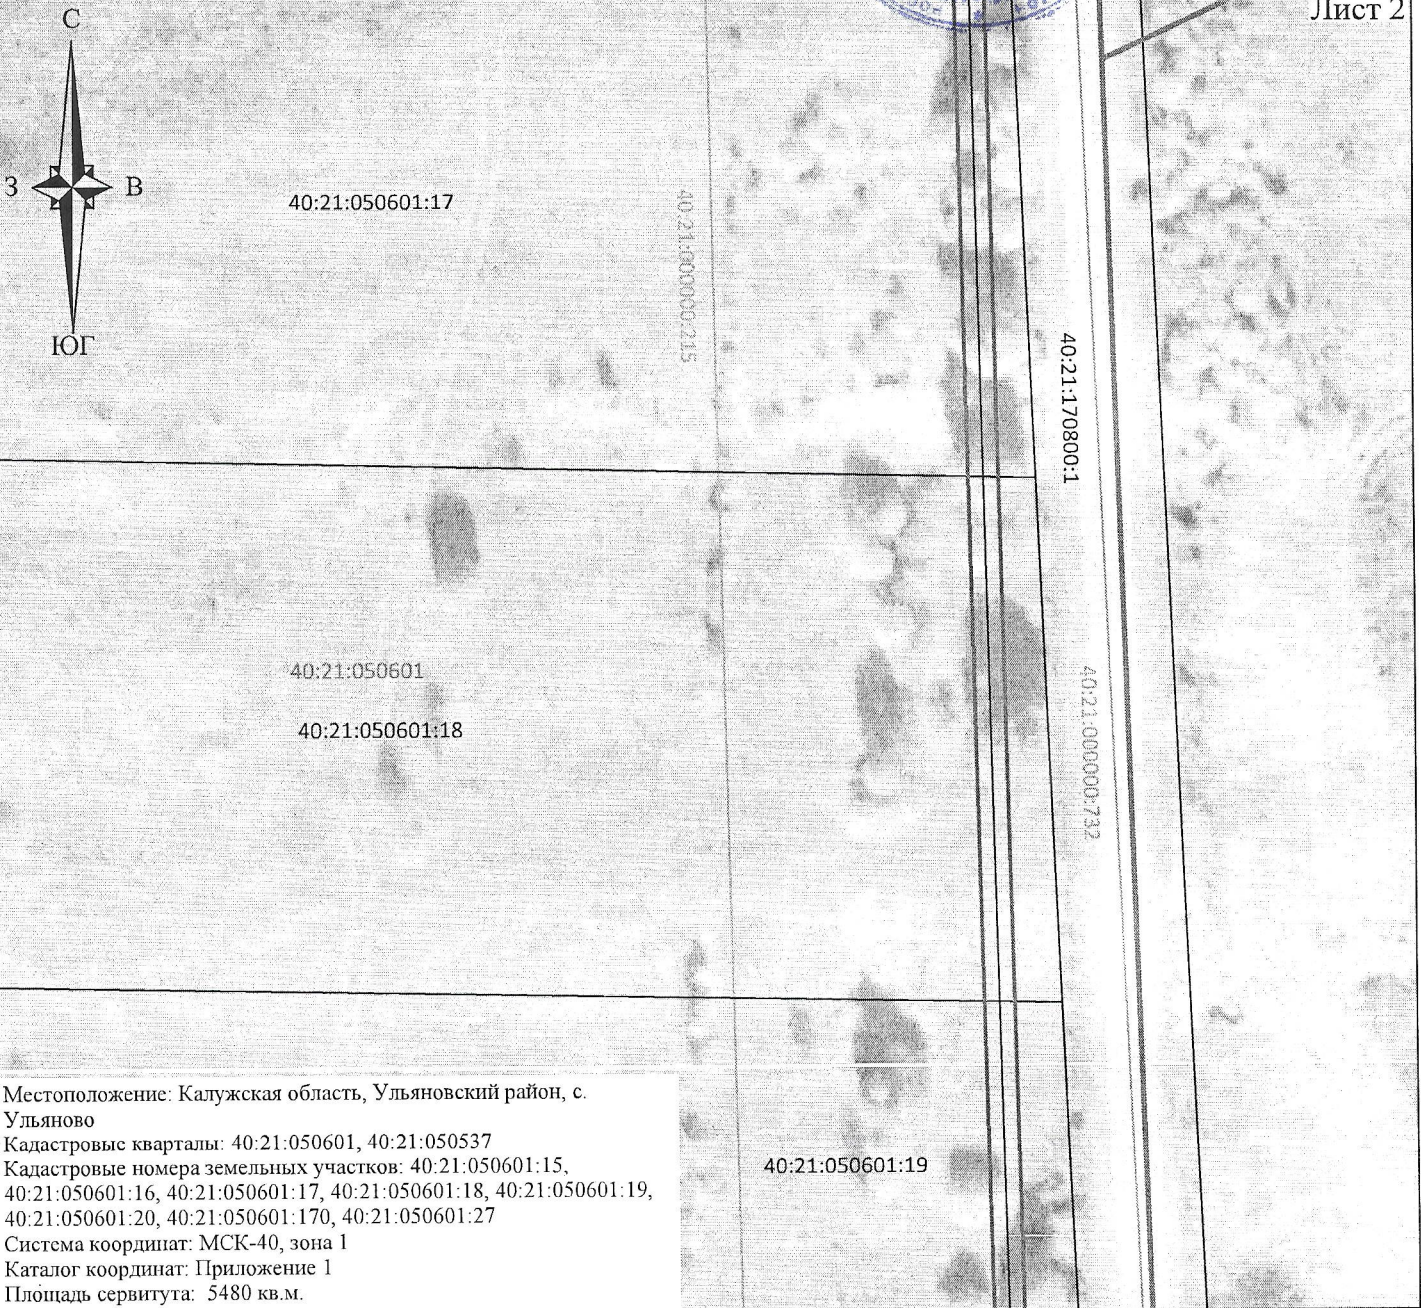 Лист 2
С
З
В
ЮГ
40:21:050601:17
40:21:000000:215
40:21:170800:1
40:21:050601
40:21:050601:18
40:21:000000:732
40:21:050601:19
Местоположение: Калужская область, Ульяновский район, с.
Ульяново
Кадастровые кварталы: 40:21:050601, 40:21:050537
Кадастровые номера земельных участков: 40:21:050601:15,
40:21:050601:16, 40:21:050601:17, 40:21:050601:18, 40:21:050601:19,
40:21:050601:20, 40:21:050601:170, 40:21:050601:27
Система координат: МСК-40, зона 1
Каталог координат: Приложение 1
Площадь сервитута: 5480 кв.м.